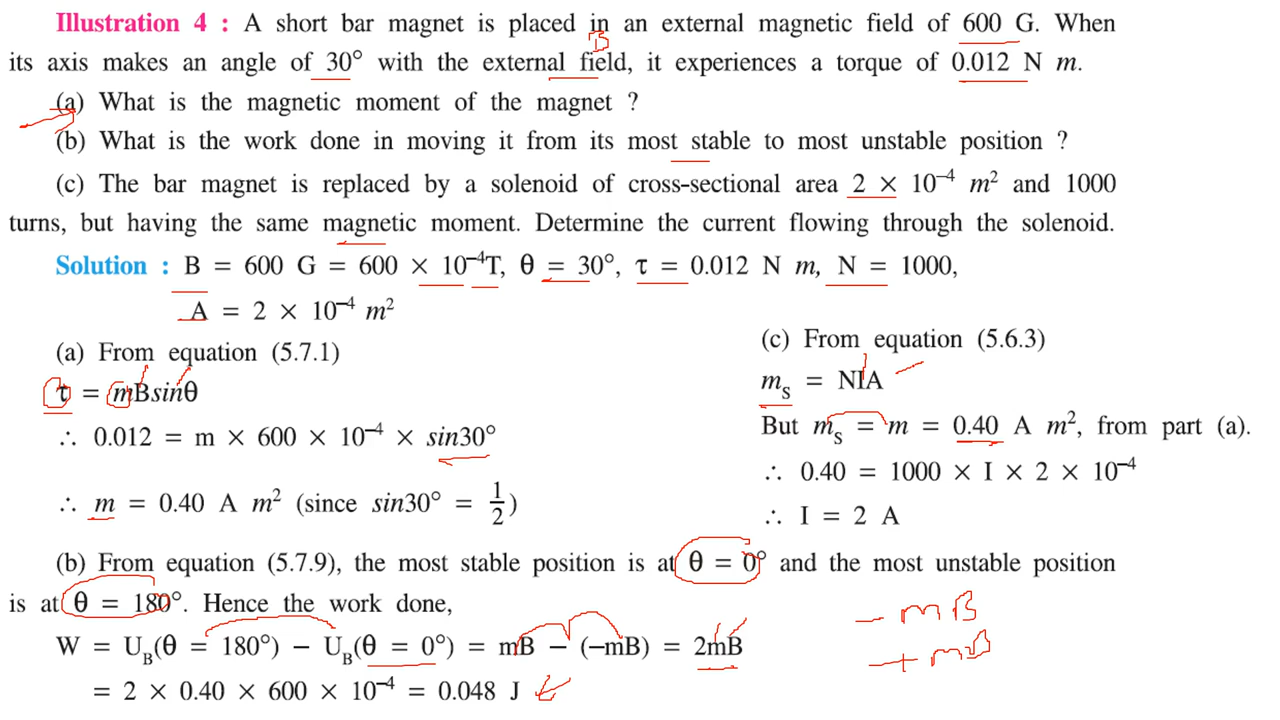 Illustration 4 : A short bar magnet is placed in an external magnetic field of 600 G. When
its axis makes an angle of 30° with the external field, it experiences a torque of 0.012 N m.
(a) What is the magnetic moment of the magnet ?
(b) What is the work done in moving it from its most stable to most unstable position ?
(c) The bar magnet is replaced by a solenoid of cross-sectional area 2 × 10⁻⁴ m² and 1000
turns, but having the same magnetic moment. Determine the current flowing through the solenoid.
Solution : B = 600 G = 600 × 10⁻⁴T, θ = 30°, τ = 0.012 N m, N = 1000,
A = 2 × 10⁻⁴ m²
(a) From equation (5.7.1)
τ = mBsinθ
∴ 0.012 = m × 600 × 10⁻⁴ × sin30°
∴ m = 0.40 A m² (since sin30° = 1/2)
(c) From equation (5.6.3)
mₛ = NIA
But mₛ = m = 0.40 A m², from part (a).
∴ 0.40 = 1000 × I × 2 × 10⁻⁴
∴ I = 2 A
(b) From equation (5.7.9), the most stable position is at θ = 0° and the most unstable position
is at θ = 180°. Hence the work done,
W = U_B(θ = 180°) − U_B(θ = 0°) = mB − (−mB) = 2mB
= 2 × 0.40 × 600 × 10⁻⁴ = 0.048 J
B
− mB
+ mB